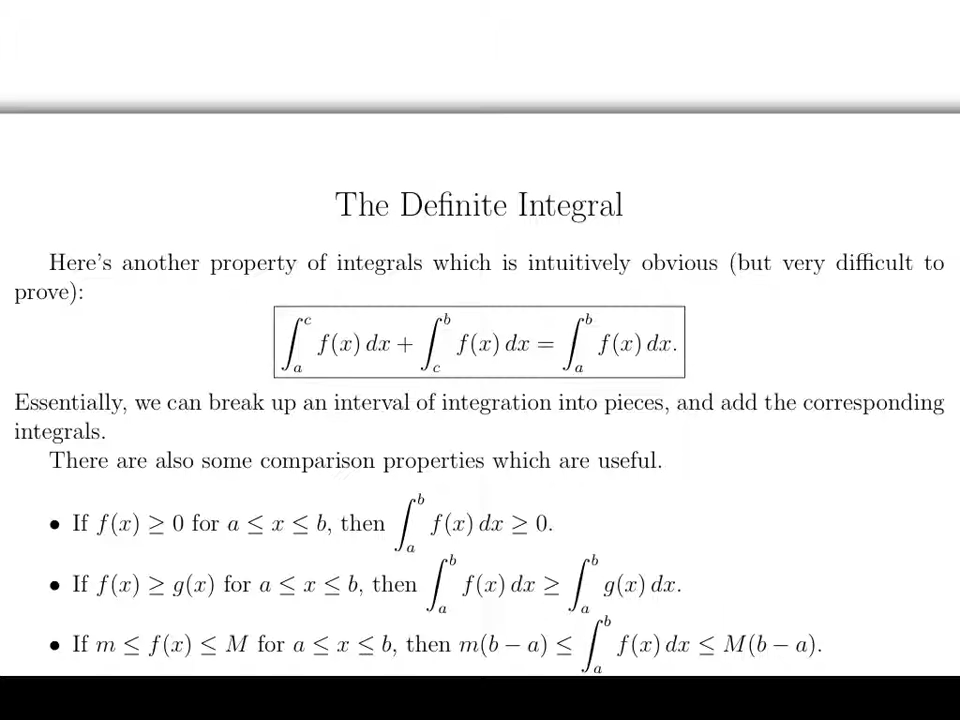 The Definite Integral
Here's another property of integrals which is intuitively obvious (but very difficult to
prove):
∫_a^c f(x) dx + ∫_c^b f(x) dx = ∫_a^b f(x) dx.
Essentially, we can break up an interval of integration into pieces, and add the corresponding
integrals.
There are also some comparison properties which are useful.
• If f(x) ≥ 0 for a ≤ x ≤ b, then ∫_a^b f(x) dx ≥ 0.
• If f(x) ≥ g(x) for a ≤ x ≤ b, then ∫_a^b f(x) dx ≥ ∫_a^b g(x) dx.
• If m ≤ f(x) ≤ M for a ≤ x ≤ b, then m(b − a) ≤ ∫_a^b f(x) dx ≤ M(b − a).